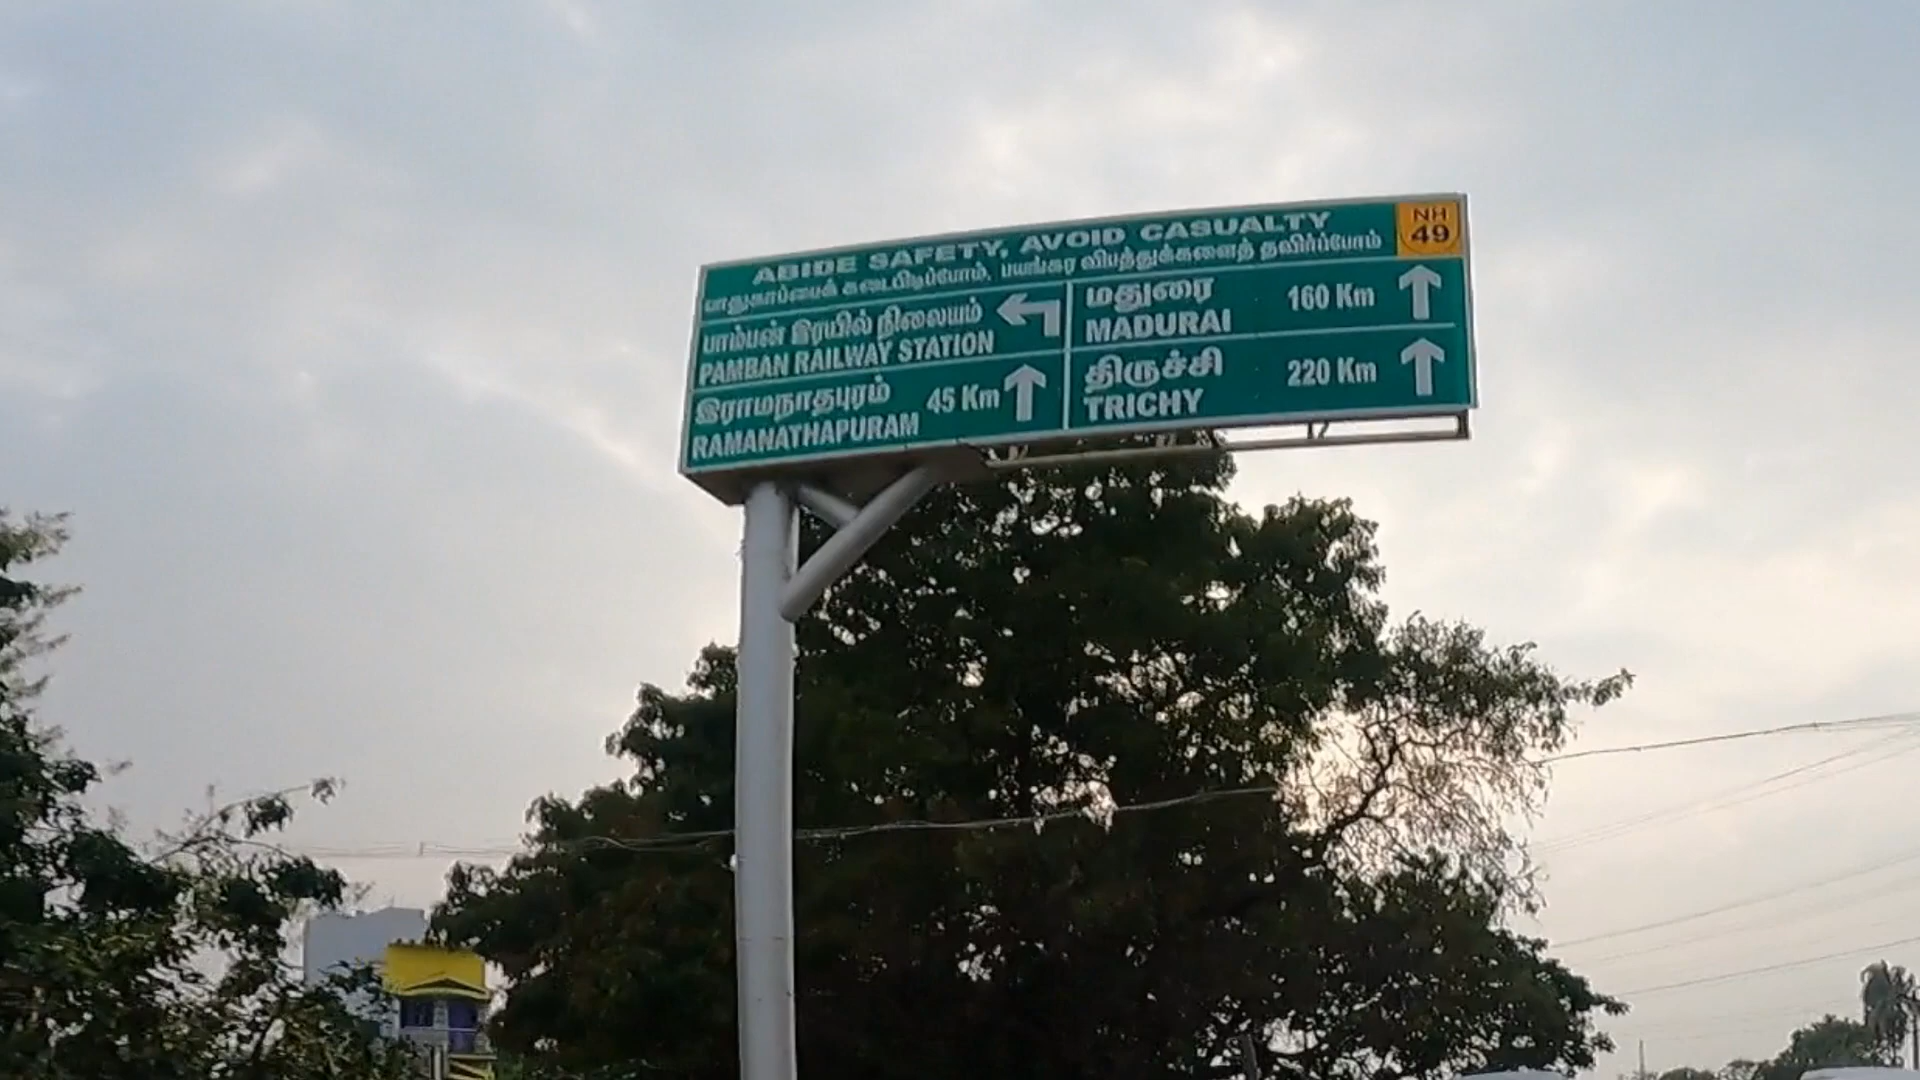 ABIDE SAFETY, AVOID CASUALTY
NH
49
பாதுகாப்பைக் கடைபிடிப்போம், பயங்கர விபத்துக்களைத் தவிர்ப்போம்
பாம்பன் இரயில் நிலையம்
PAMBAN RAILWAY STATION
இராமநாதபுரம் 45 Km
RAMANATHAPURAM
மதுரை 160 Km
MADURAI
திருச்சி 220 Km
TRICHY